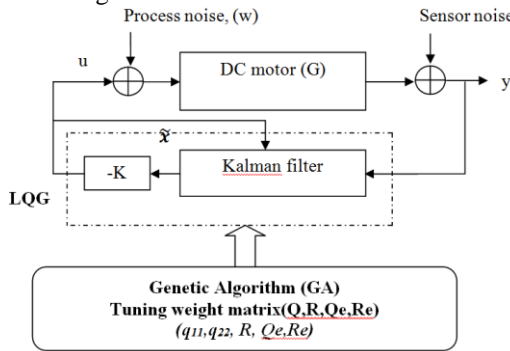 Process noise, (w)
Sensor noise
u
DC motor (G)
y
x̃
-K
Kalman filter
LQG
Genetic Algorithm (GA)
Tuning weight matrix(Q,R,Qe,Re)
(q11,q22, R, Qe,Re)